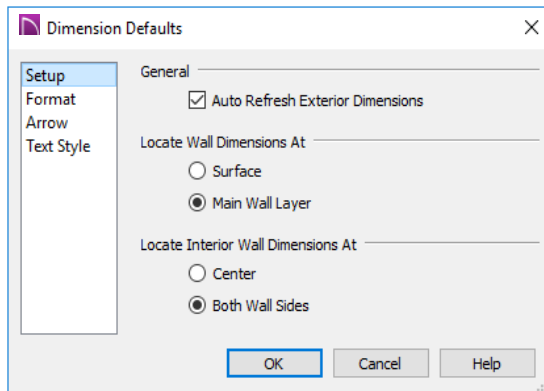 Dimension Defaults
Setup
Format
Arrow
Text Style
General
Auto Refresh Exterior Dimensions
Locate Wall Dimensions At
Surface
Main Wall Layer
Locate Interior Wall Dimensions At
Center
Both Wall Sides
OK Cancel Help